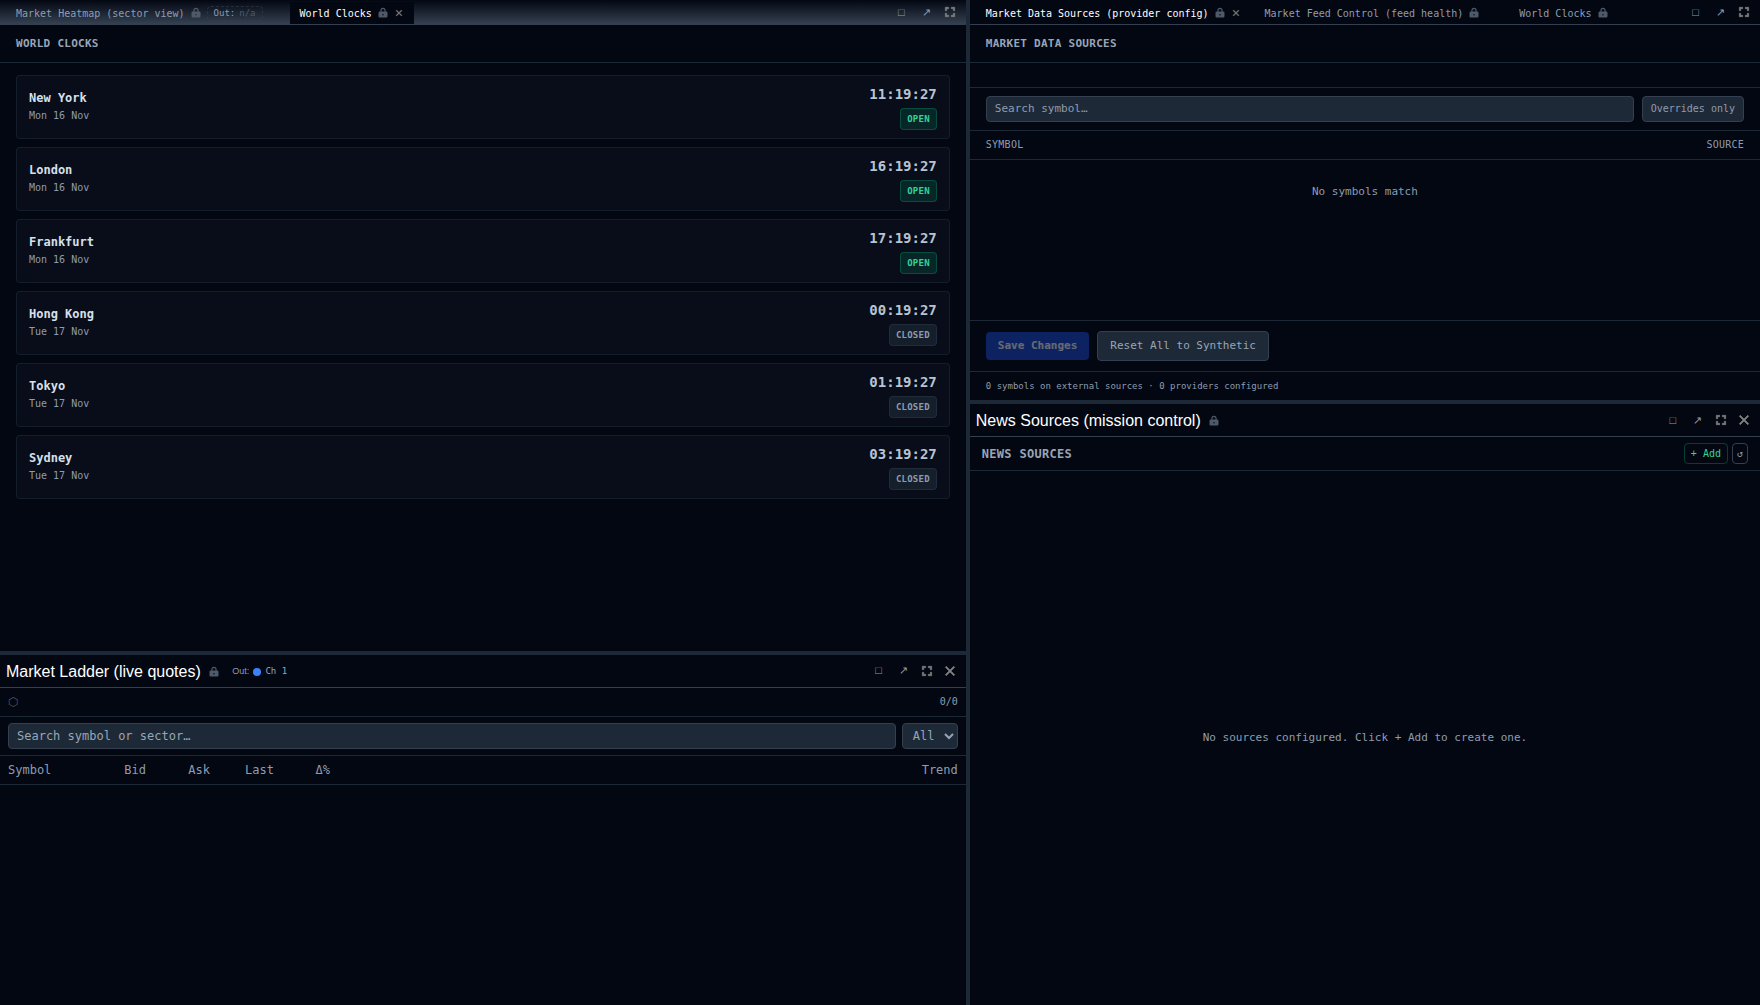 Market Heatmap (sector view) Out: n/a World Clocks
WORLD CLOCKS
New York 11:19:27
Mon 16 Nov OPEN
London 16:19:27
Mon 16 Nov OPEN
Frankfurt 17:19:27
Mon 16 Nov OPEN
Hong Kong 00:19:27
Tue 17 Nov CLOSED
Tokyo 01:19:27
Tue 17 Nov CLOSED
Sydney 03:19:27
Tue 17 Nov CLOSED
Market Ladder (live quotes) Out: Ch 1
0/0
Search symbol or sector… All
Symbol Bid Ask Last Δ% Trend
Market Data Sources (provider config) Market Feed Control (feed health) World Clocks
MARKET DATA SOURCES
Search symbol… Overrides only
SYMBOL SOURCE
No symbols match
Save Changes Reset All to Synthetic
0 symbols on external sources · 0 providers configured
News Sources (mission control)
NEWS SOURCES + Add ↺
No sources configured. Click + Add to create one.